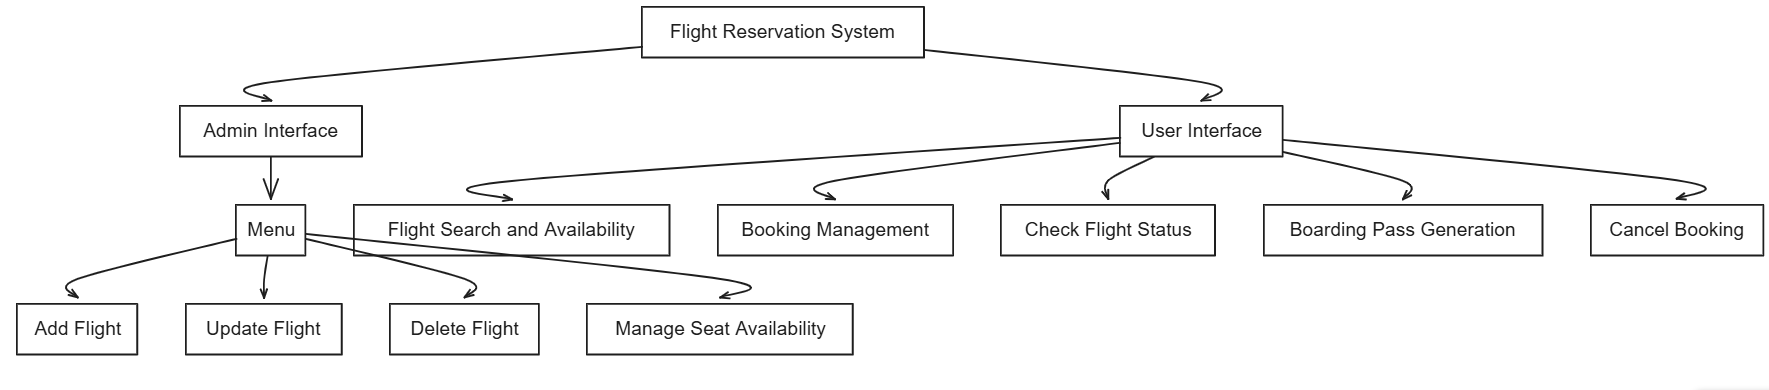 Flight Reservation System
Admin Interface
User Interface
Menu
Flight Search and Availability
Booking Management
Check Flight Status
Boarding Pass Generation
Cancel Booking
Add Flight
Update Flight
Delete Flight
Manage Seat Availability